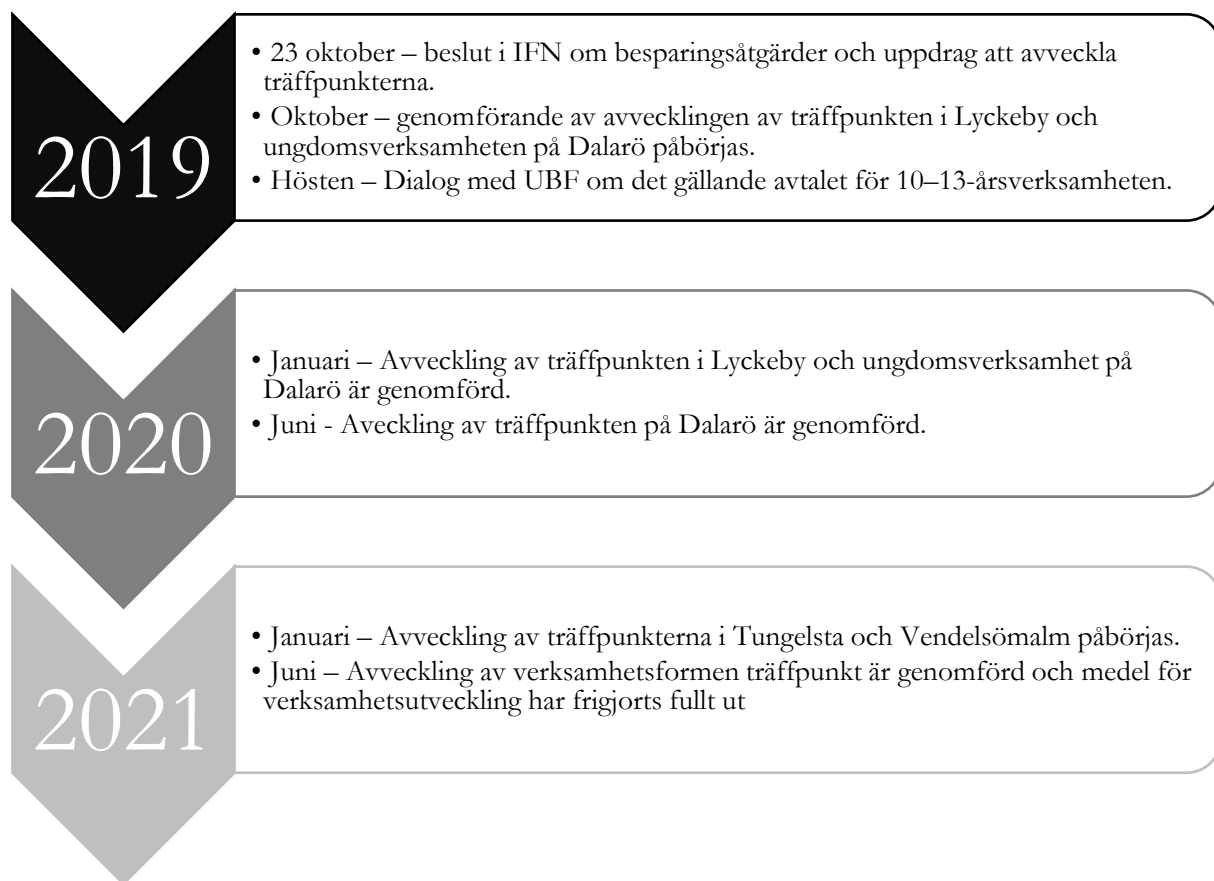 2019
• 23 oktober – beslut i IFN om besparingsåtgärder och uppdrag att avveckla
träffpunkterna.
• Oktober – genomförande av avvecklingen av träffpunkten i Lyckeby och
ungdomsverksamheten på Dalarö påbörjas.
• Hösten – Dialog med UBF om det gällande avtalet för 10–13-årsverksamheten.
2020
• Januari – Avveckling av träffpunkten i Lyckeby och ungdomsverksamhet på
Dalarö är genomförd.
• Juni - Aveckling av träffpunkten på Dalarö är genomförd.
2021
• Januari – Avveckling av träffpunkterna i Tungelsta och Vendelsömalm påbörjas.
• Juni – Avveckling av verksamhetsformen träffpunkt är genomförd och medel för
verksamhetsutveckling har frigjorts fullt ut